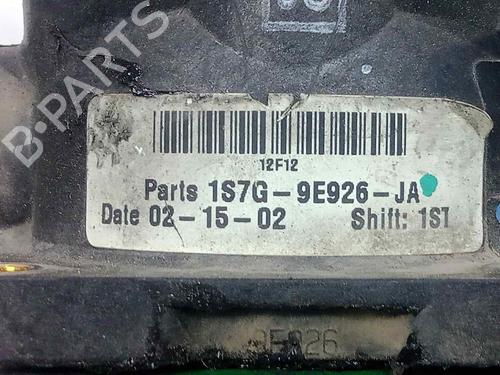 B-PARTS
12F12
Parts 1S7G-9E926-JA
Date 02-15-02 Shift: 1ST
9E926